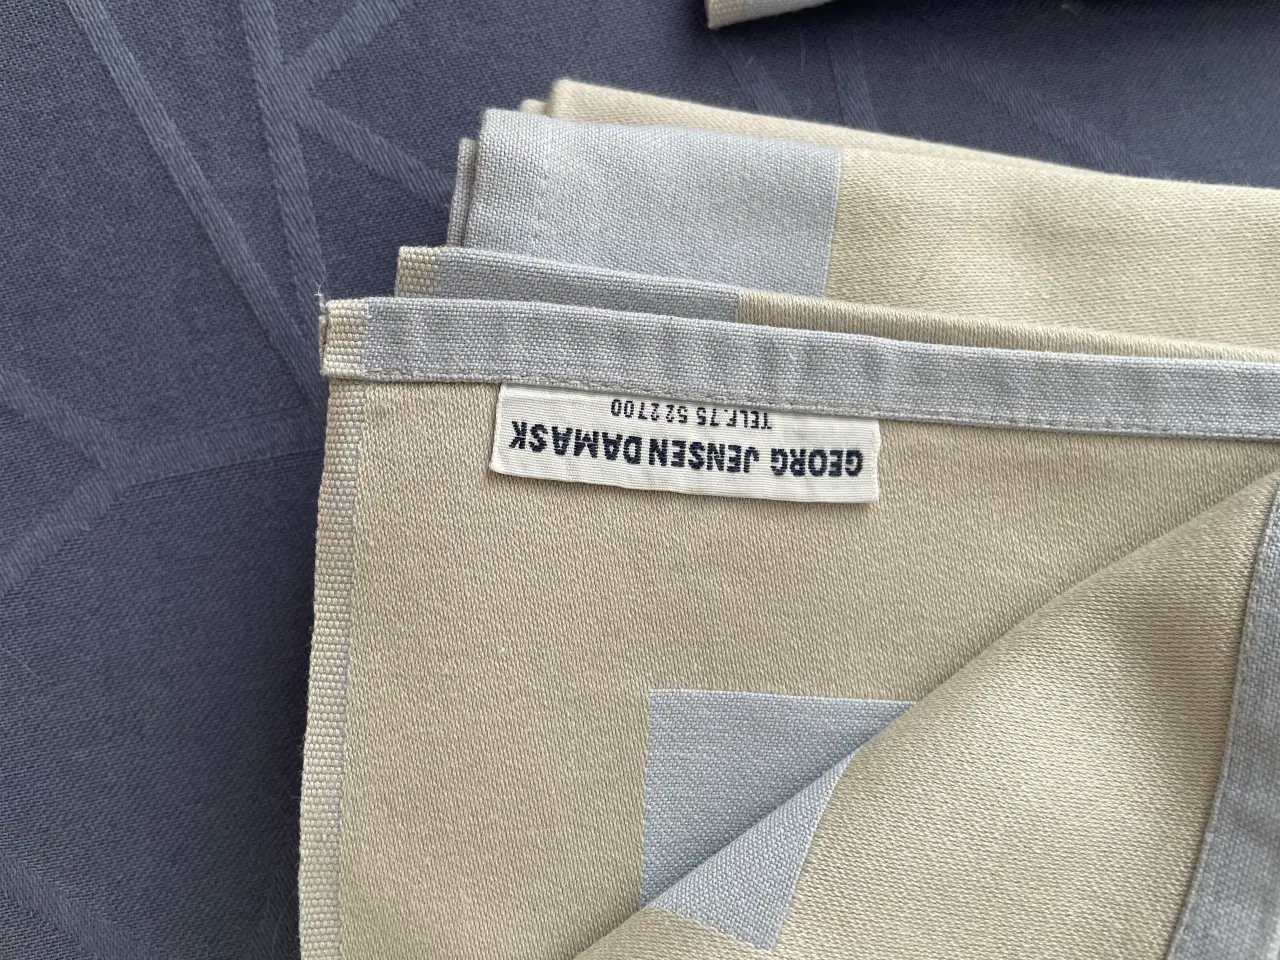 GEORG JENSEN DAMASK
TELF. 75 52 2700